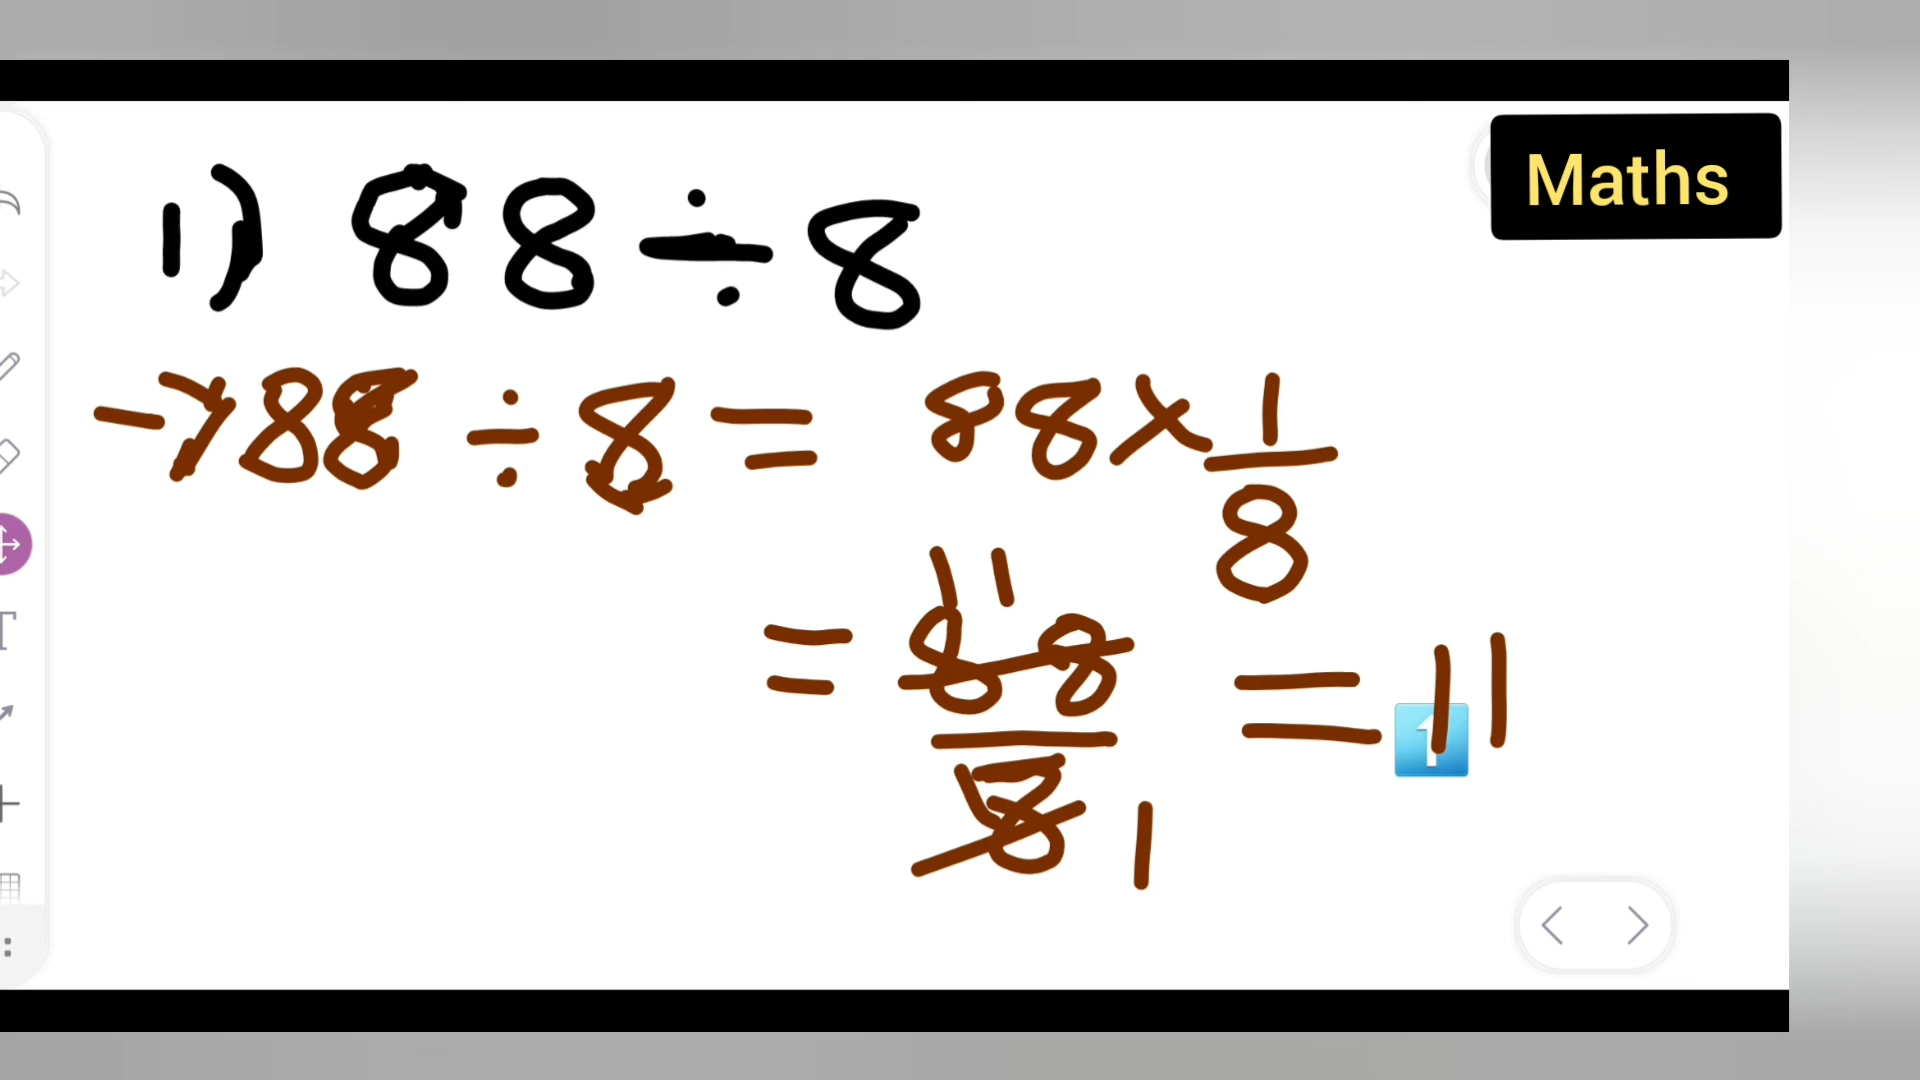 Maths
1) 88 ÷ 8
→ 88 ÷ 8 = 88 × 1/8
= 88/8 = 11
11
1